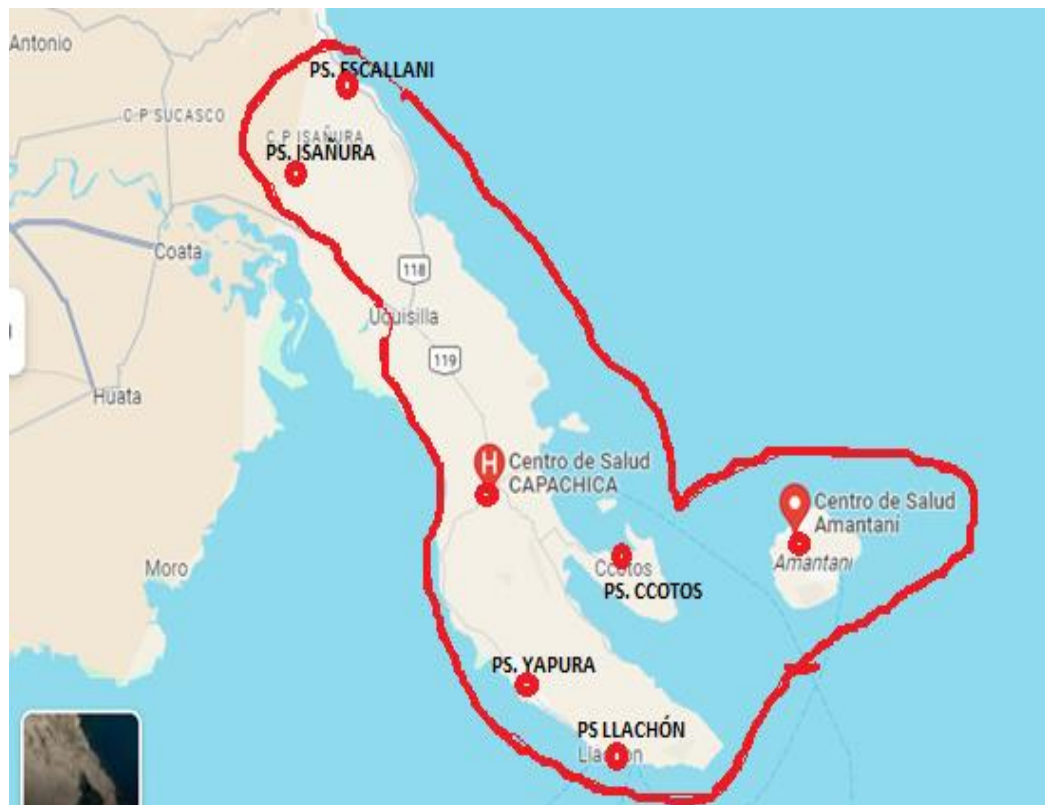 Antonio
PS. ESCALLANI
C P SUCASCO
C P ISAÑURA
PS. ISAÑURA
Coata
118
Uquisilla
119
Huata
Centro de Salud
CAPACHICA
Centro de Salud
Amantaní
Amantani
Moro
Ccotos
PS. CCOTOS
PS. YAPURA
PS LLACHÓN